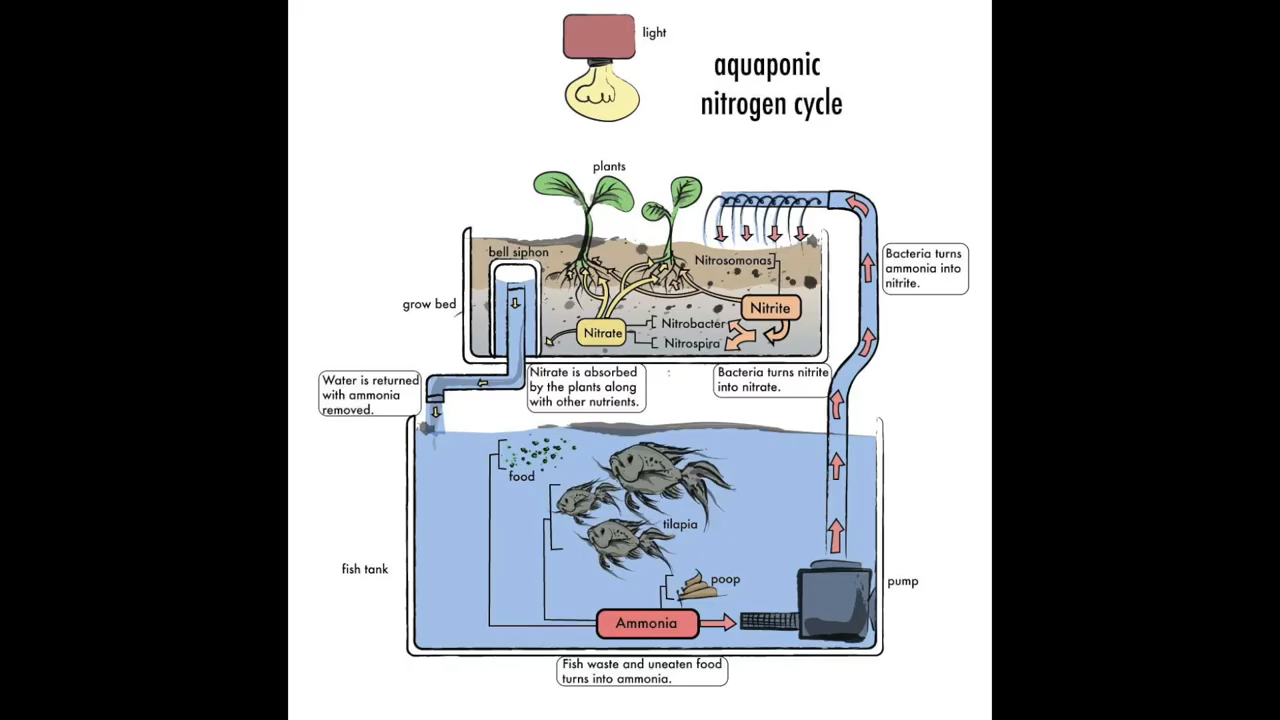 light
aquaponic
nitrogen cycle
plants
bell siphon
Nitrosomonas
Bacteria turns
ammonia into
nitrite.
grow bed
Nitrite
Nitrate
Nitrobacter
Nitrospira
Water is returned
with ammonia
removed.
Nitrate is absorbed
by the plants along
with other nutrients.
Bacteria turns nitrite
into nitrate.
food
tilapia
fish tank
poop
pump
Ammonia
Fish waste and uneaten food
turns into ammonia.